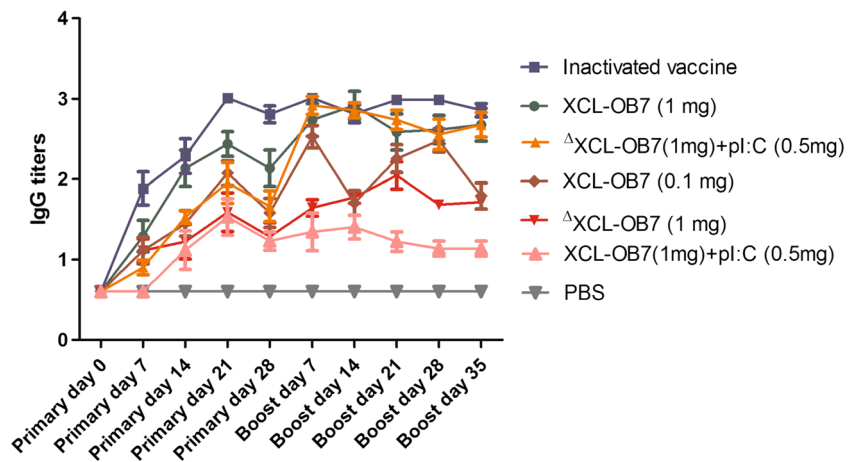 4
3
2
1
0
IgG titers
Primary day 0
Primary day 7
Primary day 14
Primary day 21
Primary day 28
Boost day 7
Boost day 14
Boost day 21
Boost day 28
Boost day 35
Inactivated vaccine
XCL-OB7 (1 mg)
ΔXCL-OB7(1mg)+pI:C (0.5mg)
XCL-OB7 (0.1 mg)
ΔXCL-OB7 (1 mg)
XCL-OB7(1mg)+pI:C (0.5mg)
PBS